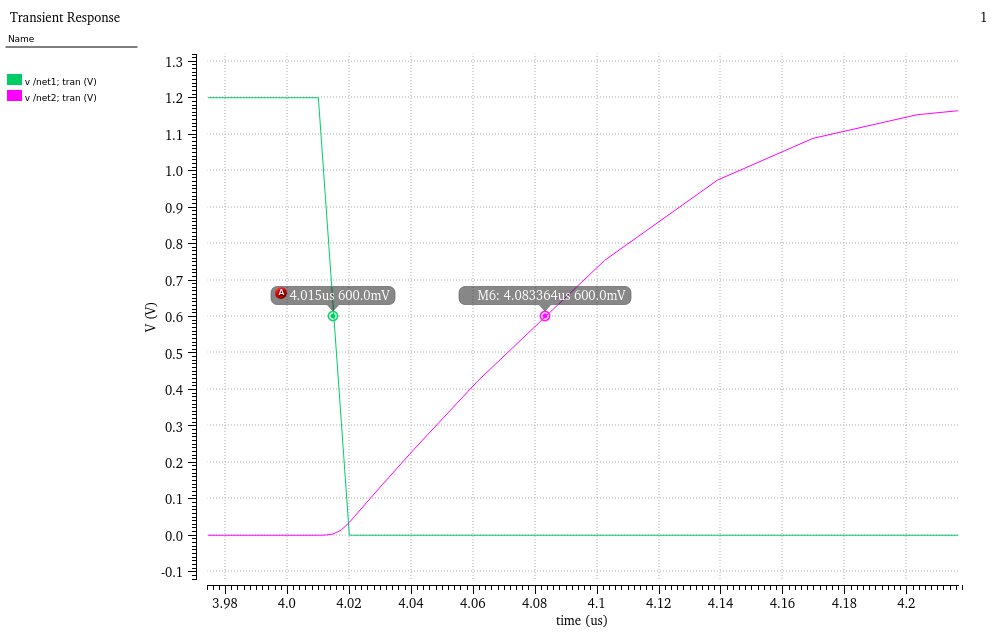 Transient Response
1
Name
v /net1; tran (V)
v /net2; tran (V)
1.3
1.2
1.1
1.0
0.9
0.8
0.7
0.6
0.5
0.4
0.3
0.2
0.1
0.0
-0.1
V (V)
A 4.015us 600.0mV
M6: 4.083364us 600.0mV
3.98 4.0 4.02 4.04 4.06 4.08 4.1 4.12 4.14 4.16 4.18 4.2
time (us)